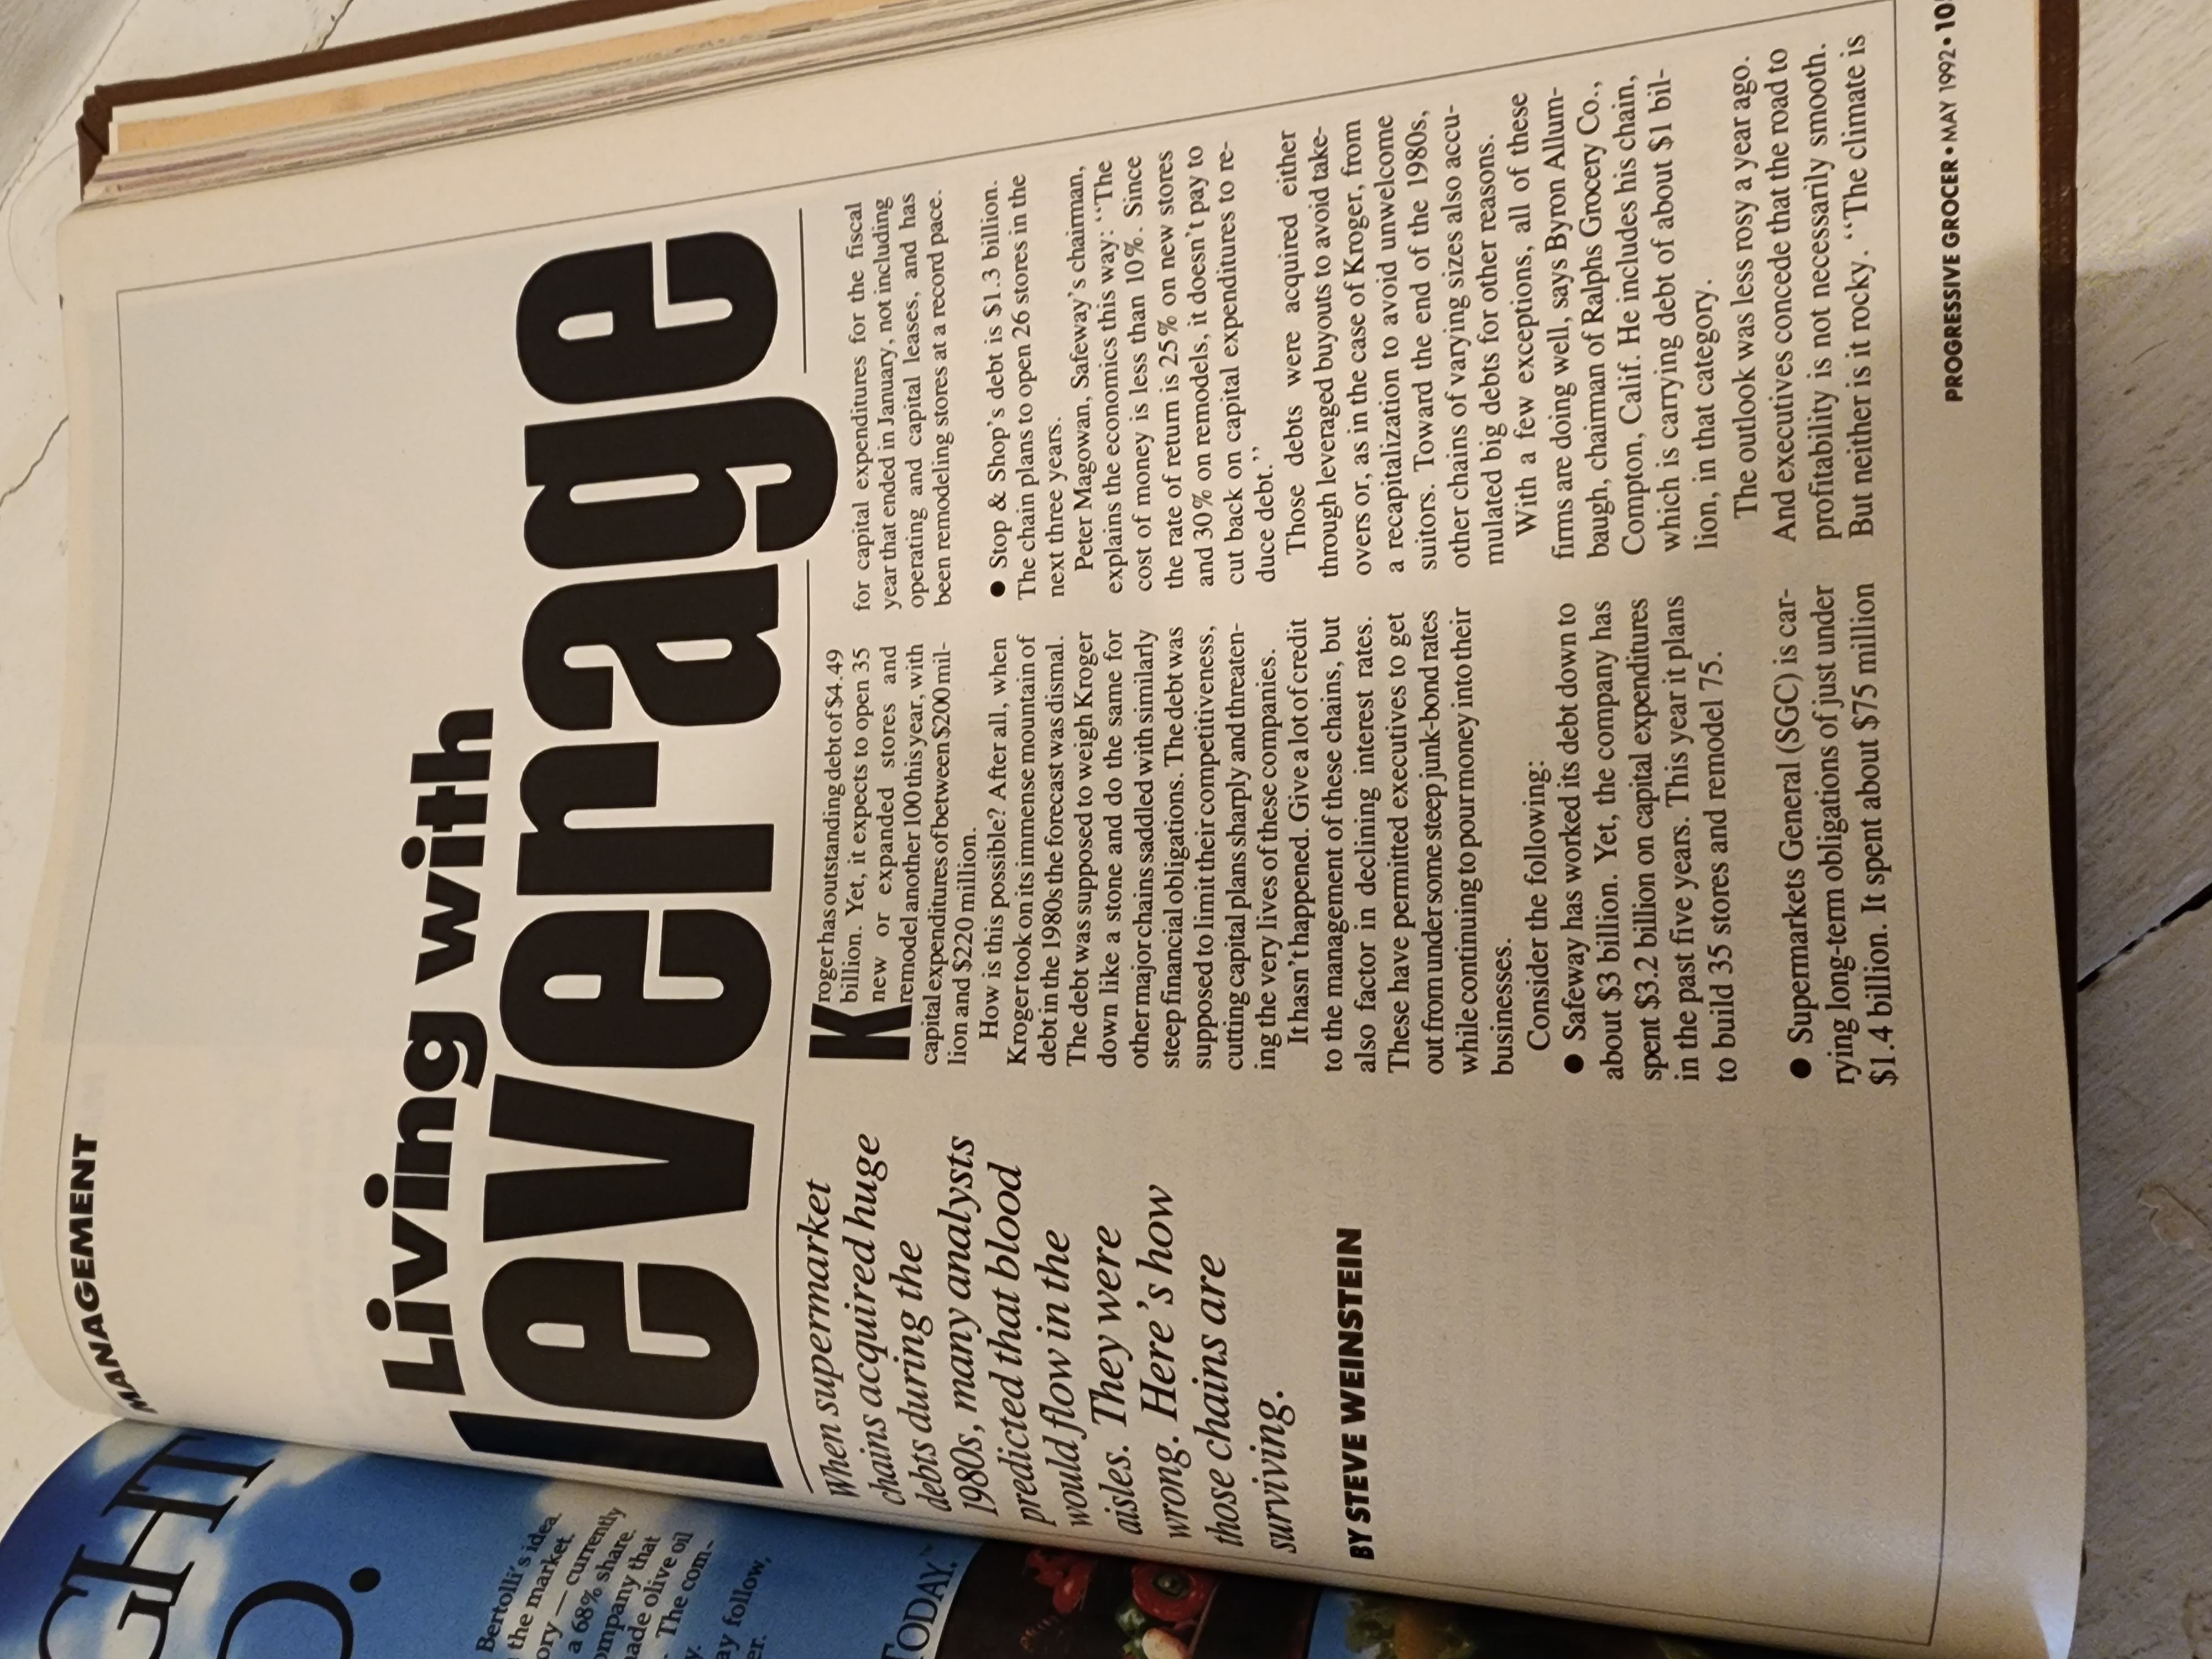 GHT
O.
Bertolli's idea
the market.
ory — currently
a 68% share.
ompany that
ade olive oil
The com-
y.
ay follow,
er.
TODAY.
MANAGEMENT
Living with
leverage
When supermarket
chains acquired huge
debts during the
1980s, many analysts
predicted that blood
would flow in the
aisles. They were
wrong. Here's how
those chains are
surviving.
BY STEVE WEINSTEIN
Kroger has outstanding debt of $4.49
billion. Yet, it expects to open 35
new or expanded stores and
remodel another 100 this year, with
capital expenditures of between $200 mil-
lion and $220 million.
How is this possible? After all, when
Kroger took on its immense mountain of
debt in the 1980s the forecast was dismal.
The debt was supposed to weigh Kroger
down like a stone and do the same for
other major chains saddled with similarly
steep financial obligations. The debt was
supposed to limit their competitiveness,
cutting capital plans sharply and threaten-
ing the very lives of these companies.
It hasn't happened. Give a lot of credit
to the management of these chains, but
also factor in declining interest rates.
These have permitted executives to get
out from under some steep junk-bond rates
while continuing to pour money into their
businesses.
Consider the following:
● Safeway has worked its debt down to
about $3 billion. Yet, the company has
spent $3.2 billion on capital expenditures
in the past five years. This year it plans
to build 35 stores and remodel 75.
● Supermarkets General (SGC) is car-
rying long-term obligations of just under
$1.4 billion. It spent about $75 million
for capital expenditures for the fiscal
year that ended in January, not including
operating and capital leases, and has
been remodeling stores at a record pace.
● Stop & Shop's debt is $1.3 billion.
The chain plans to open 26 stores in the
next three years.
Peter Magowan, Safeway's chairman,
explains the economics this way: "The
cost of money is less than 10%. Since
the rate of return is 25% on new stores
and 30% on remodels, it doesn't pay to
cut back on capital expenditures to re-
duce debt."
Those debts were acquired either
through leveraged buyouts to avoid take-
overs or, as in the case of Kroger, from
a recapitalization to avoid unwelcome
suitors. Toward the end of the 1980s,
other chains of varying sizes also accu-
mulated big debts for other reasons.
With a few exceptions, all of these
firms are doing well, says Byron Allum-
baugh, chairman of Ralphs Grocery Co.,
Compton, Calif. He includes his chain,
which is carrying debt of about $1 bil-
lion, in that category.
The outlook was less rosy a year ago.
And executives concede that the road to
profitability is not necessarily smooth.
But neither is it rocky. "The climate is
PROGRESSIVE GROCER • MAY 1992 • 10